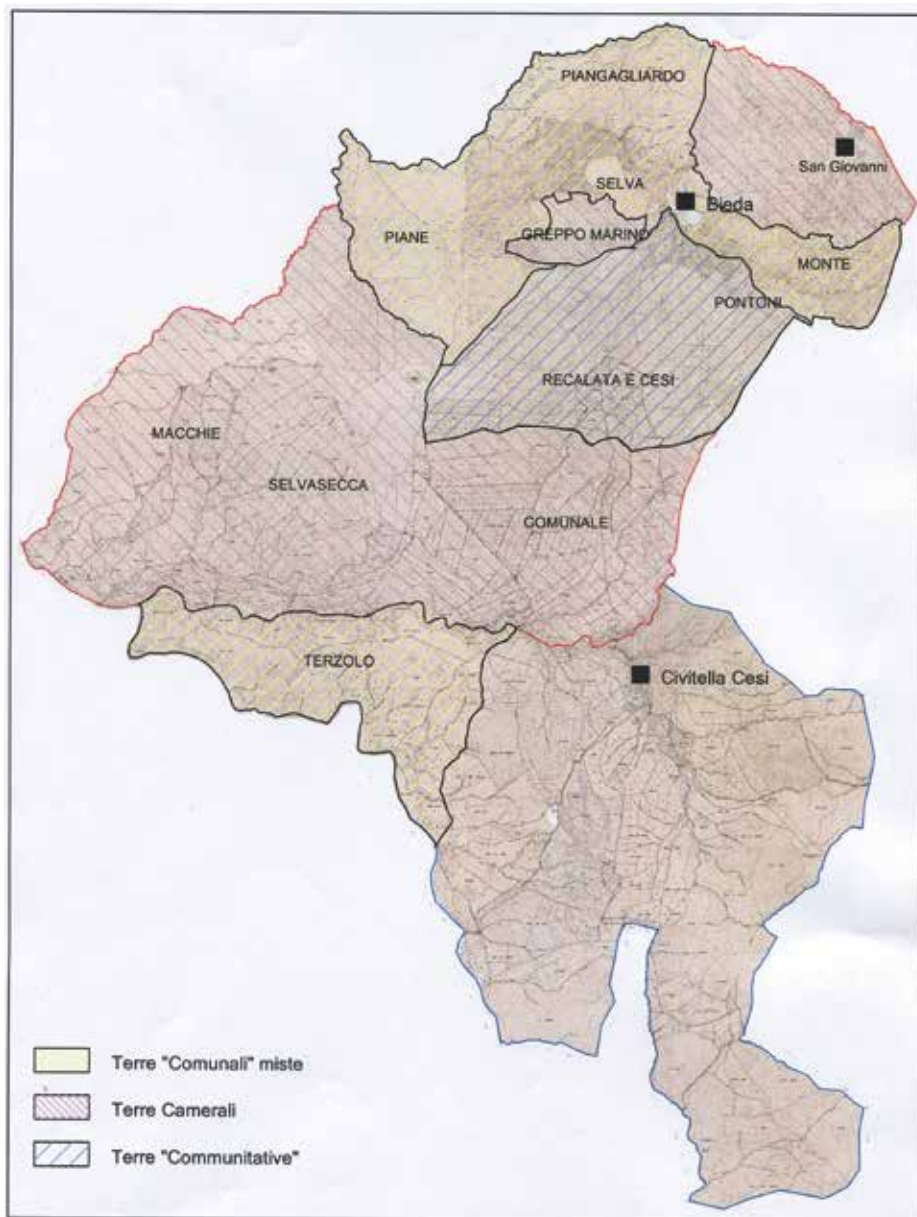 PIANGAGLIARDO
San Giovanni
SELVA
Bieda
PIANE
GREPPO MARINO
MONTE
PONTONI
RECALATA E CESI
MACCHIE
SELVASECCA
COMUNALE
TERZOLO
Civitella Cesi
Terre "Comunali" miste
Terre Camerali
Terre "Communitative"